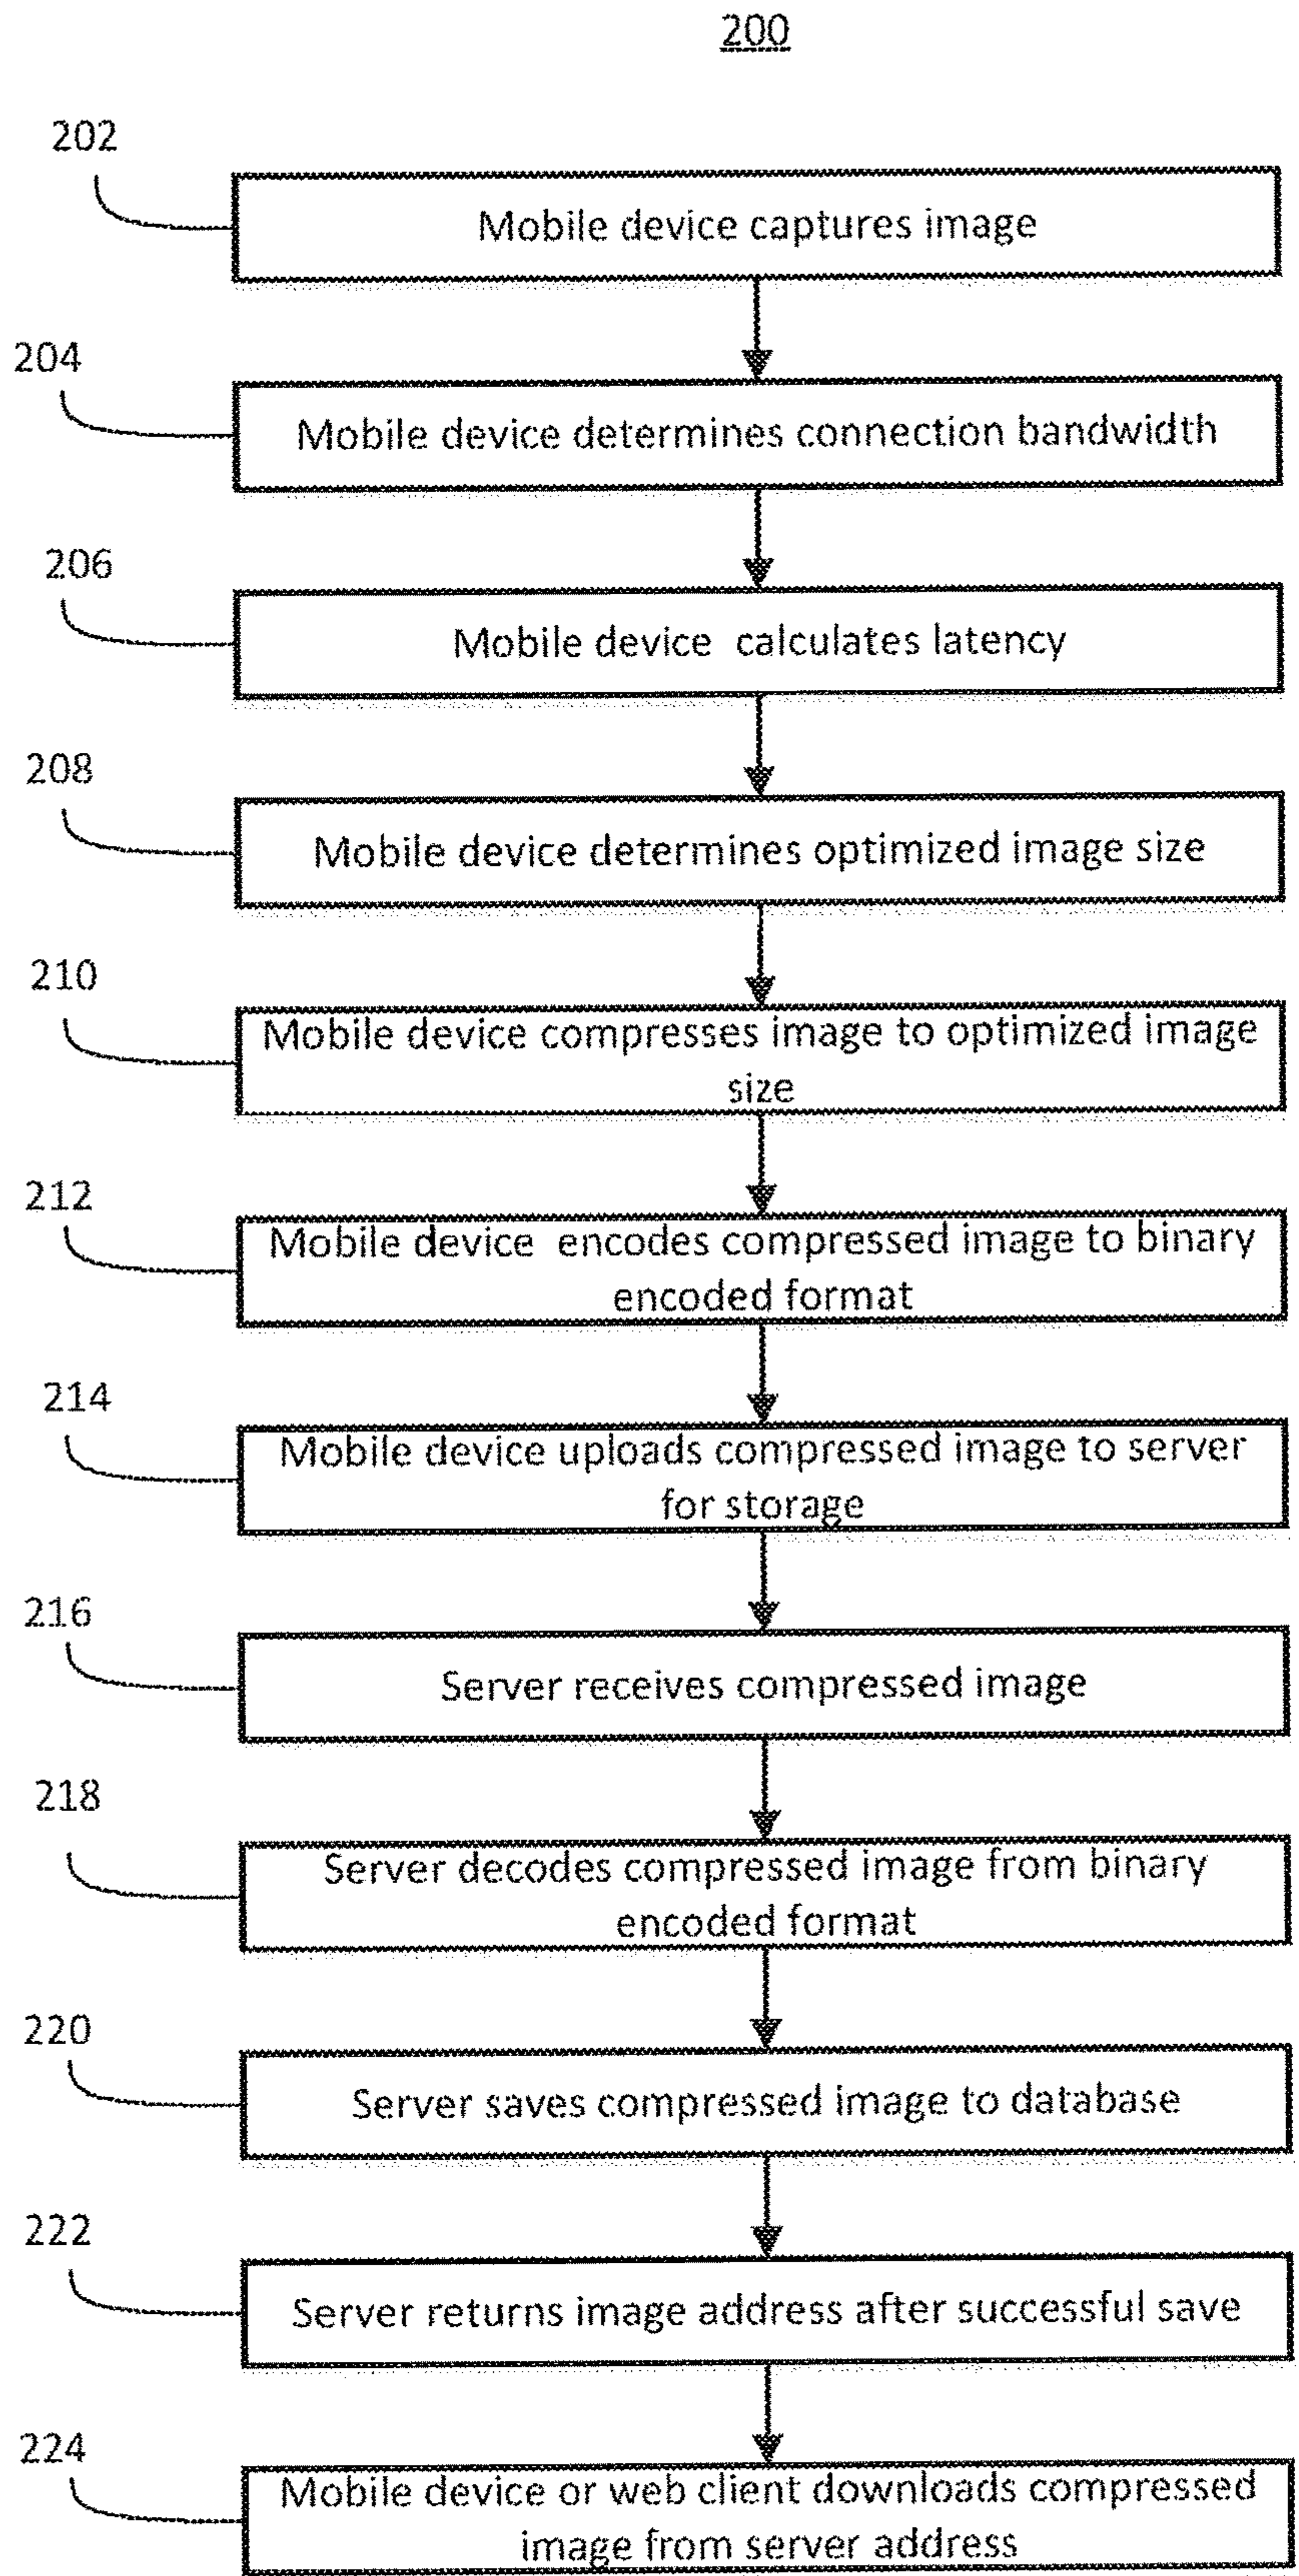 200
202
Mobile device captures image
204
Mobile device determines connection bandwidth
206
Mobile device calculates latency
208
Mobile device determines optimized image size
210
Mobile device compresses image to optimized image
size
212
Mobile device encodes compressed image to binary
encoded format
214
Mobile device uploads compressed image to server
for storage
216
Server receives compressed image
218
Server decodes compressed image from binary
encoded format
220
Server saves compressed image to database
222
Server returns image address after successful save
224
Mobile device or web client downloads compressed
image from server address